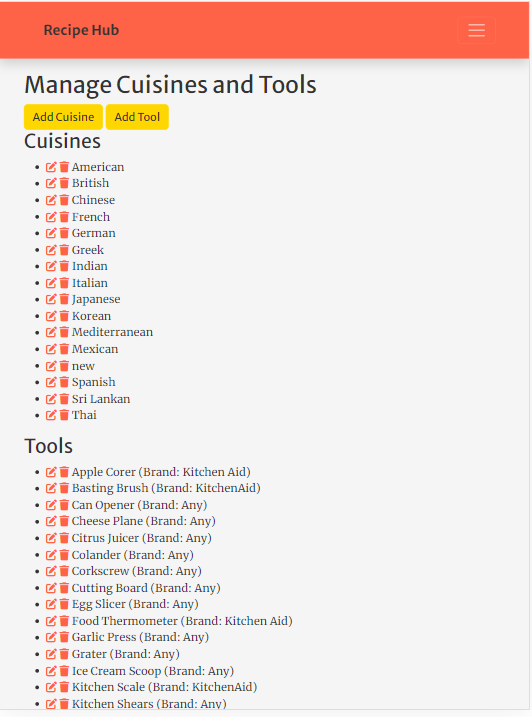 Recipe Hub
Manage Cuisines and Tools
Add Cuisine Add Tool
Cuisines
American
British
Chinese
French
German
Greek
Indian
Italian
Japanese
Korean
Mediterranean
Mexican
new
Spanish
Sri Lankan
Thai
Tools
Apple Corer (Brand: Kitchen Aid)
Basting Brush (Brand: KitchenAid)
Can Opener (Brand: Any)
Cheese Plane (Brand: Any)
Citrus Juicer (Brand: Any)
Colander (Brand: Any)
Corkscrew (Brand: Any)
Cutting Board (Brand: Any)
Egg Slicer (Brand: Any)
Food Thermometer (Brand: Kitchen Aid)
Garlic Press (Brand: Any)
Grater (Brand: Any)
Ice Cream Scoop (Brand: Any)
Kitchen Scale (Brand: KitchenAid)
Kitchen Shears (Brand: Any)